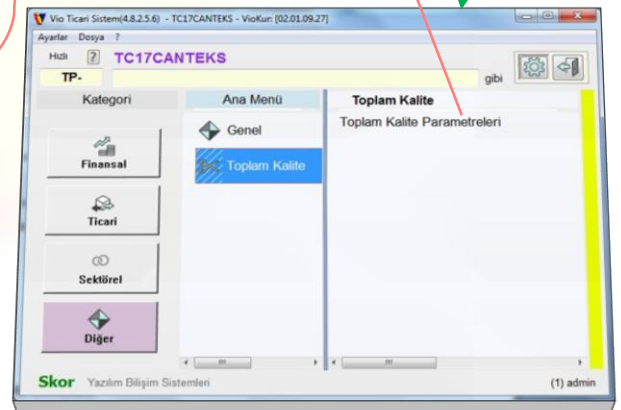 Vio Ticari Sistem(4.8.2.5.6) - TC17CANTEKS - VioKur: [02.01.09.27]
Ayarlar Dosya ?
Hızlı ? TC17CANTEKS
TP- gibi
Kategori
Finansal
Ticari
Sektörel
Diğer
Ana Menü
Genel
Toplam Kalite
Toplam Kalite
Toplam Kalite Parametreleri
Skor Yazılım Bilişim Sistemleri (1) admin